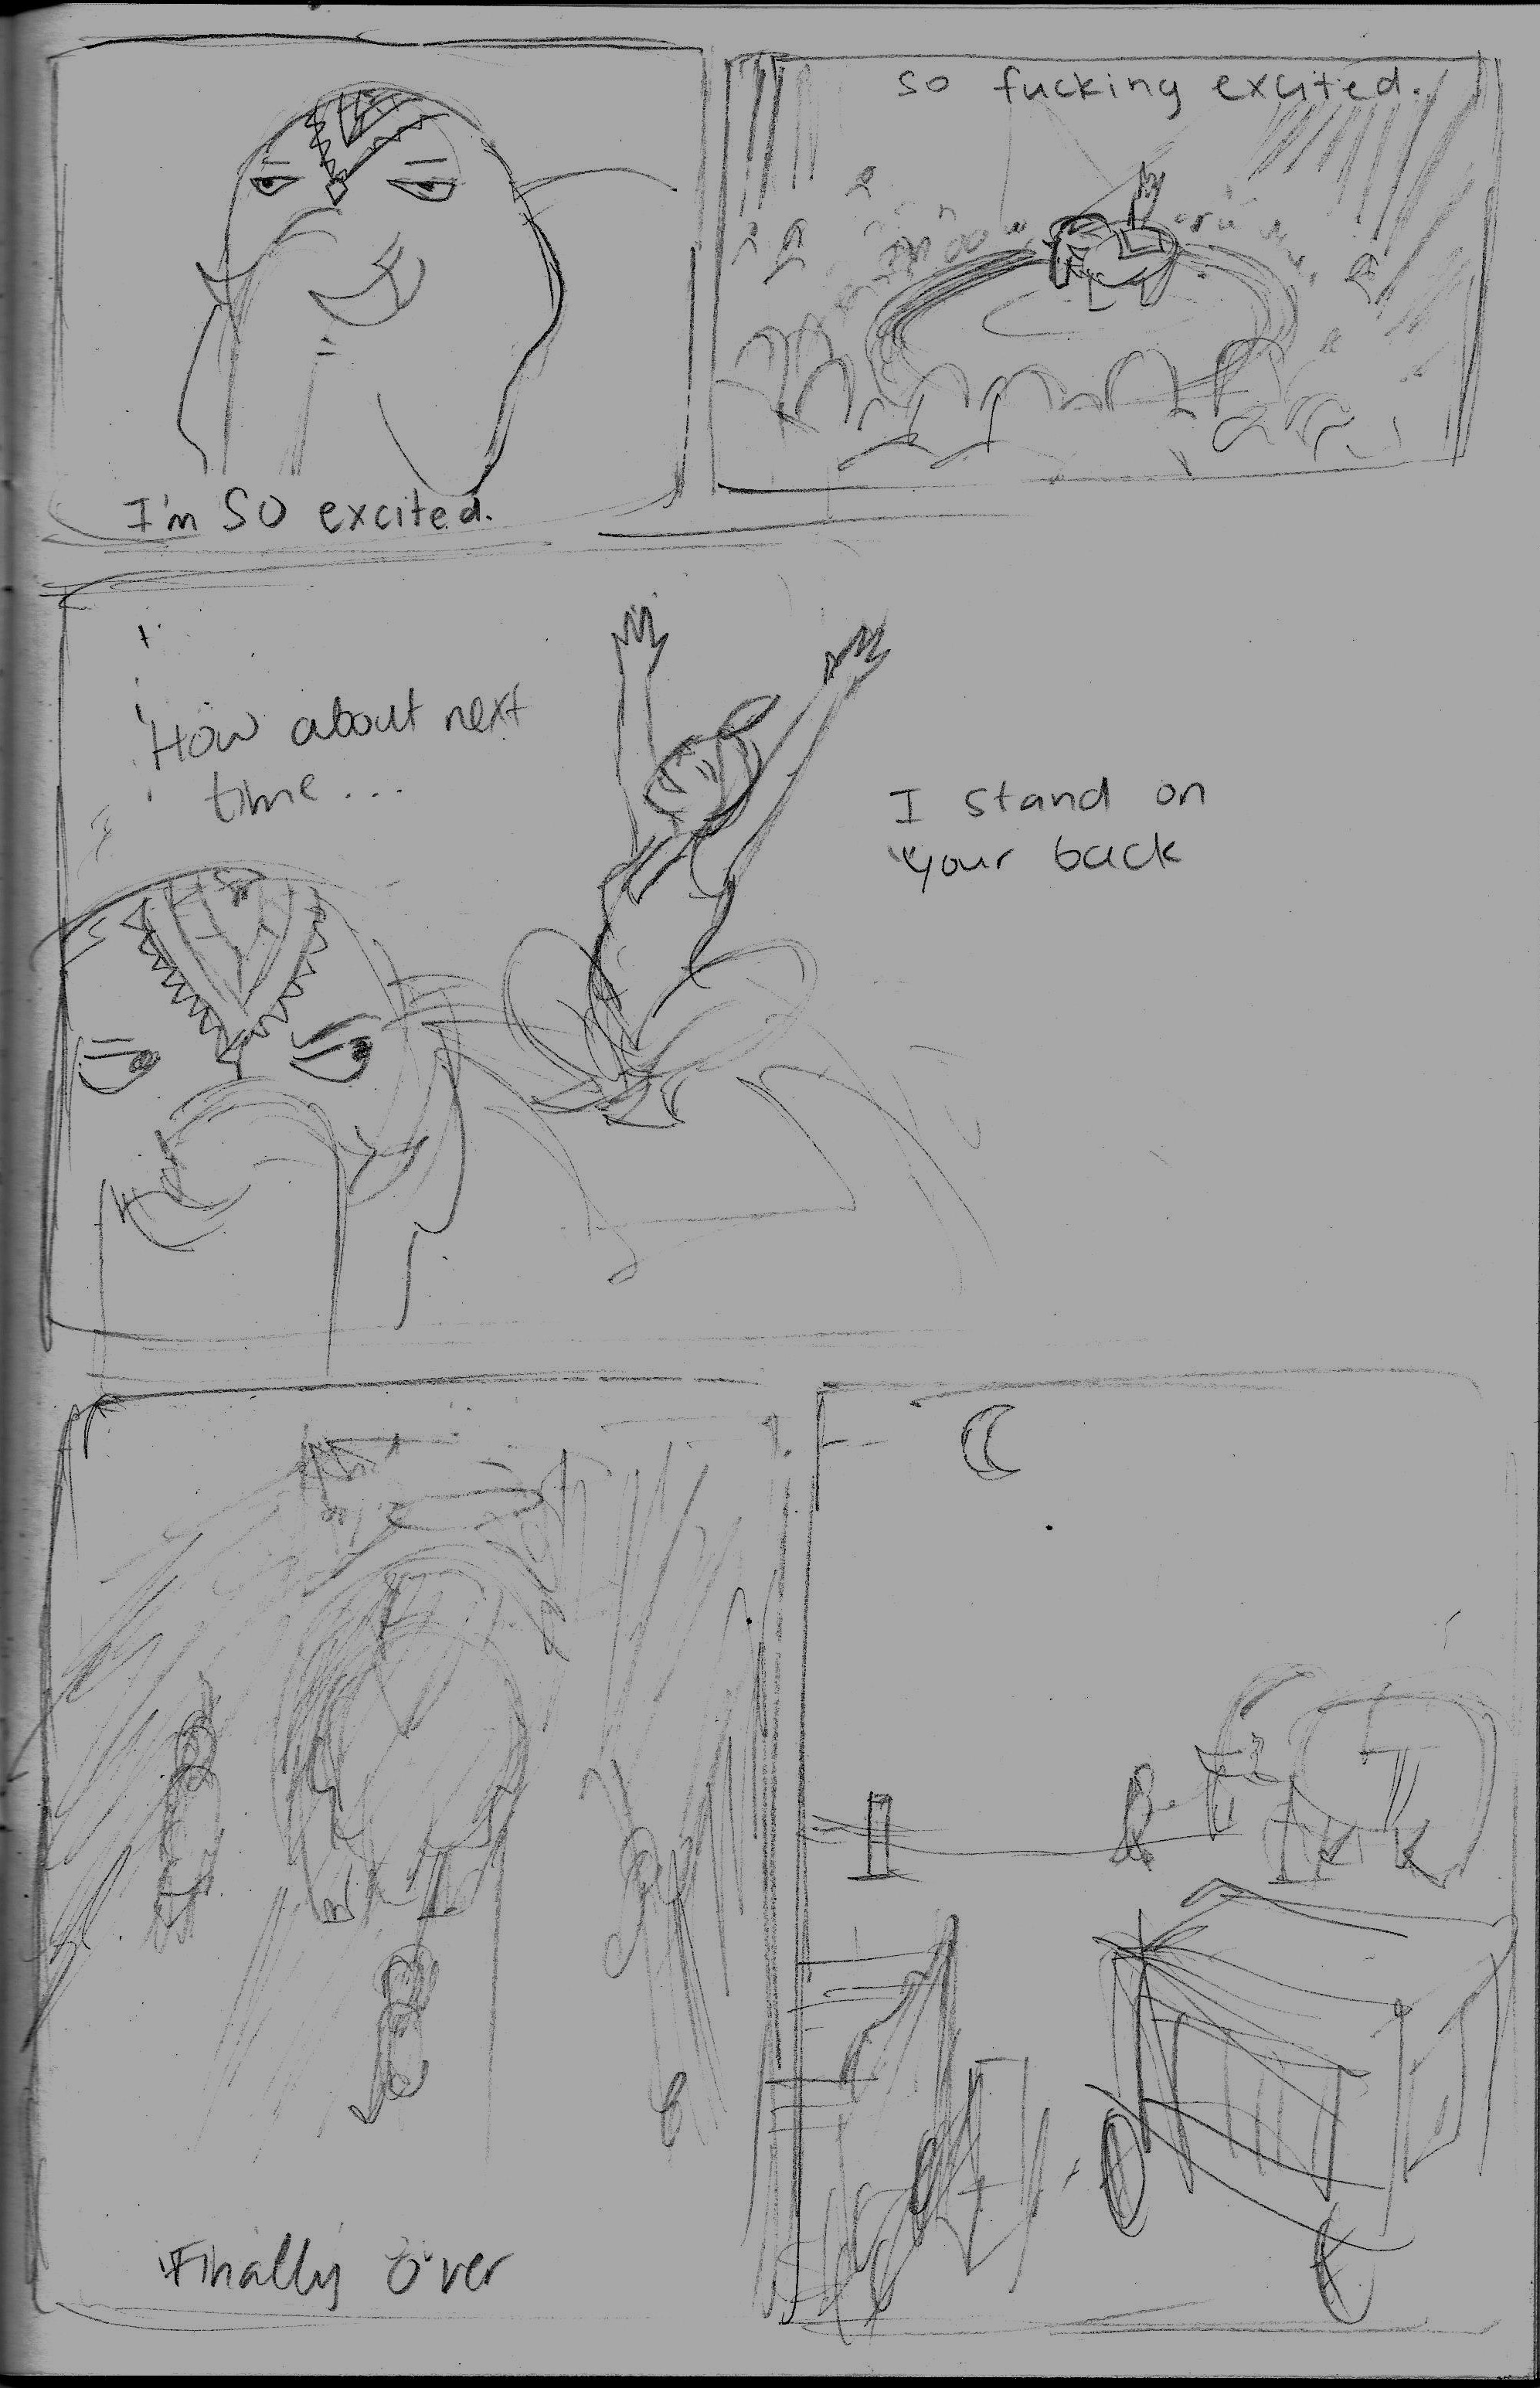 I'm SO excited.
so fucking excited.
How about next
time...
I stand on
your back
Finally over